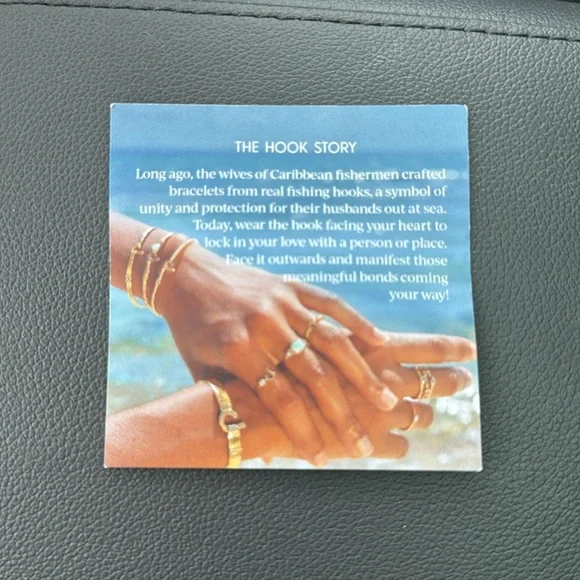 THE HOOK STORY
Long ago, the wives of Caribbean fishermen crafted
bracelets from real fishing hooks, a symbol of
unity and protection for their husbands out at sea.
Today, wear the hook facing your heart to
lock in your love with a person or place.
Face it outwards and manifest those
meaningful bonds coming
your way!